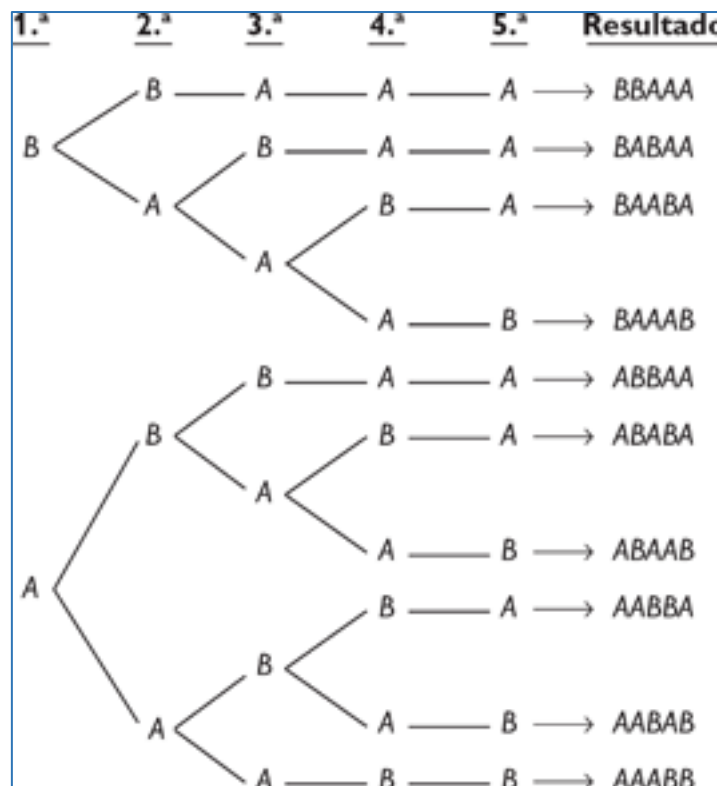 1.ª 2.ª 3.ª 4.ª 5.ª Resultado
B A A A → BBAAA
B
B A A → BABAA
A B A → BAABA
A
A B → BAAAB
B A A → ABBAA
B B A → ABABA
A
A B → ABAAB
A
B A → AABBA
B
A A B → AABAB
A B B → AAABB